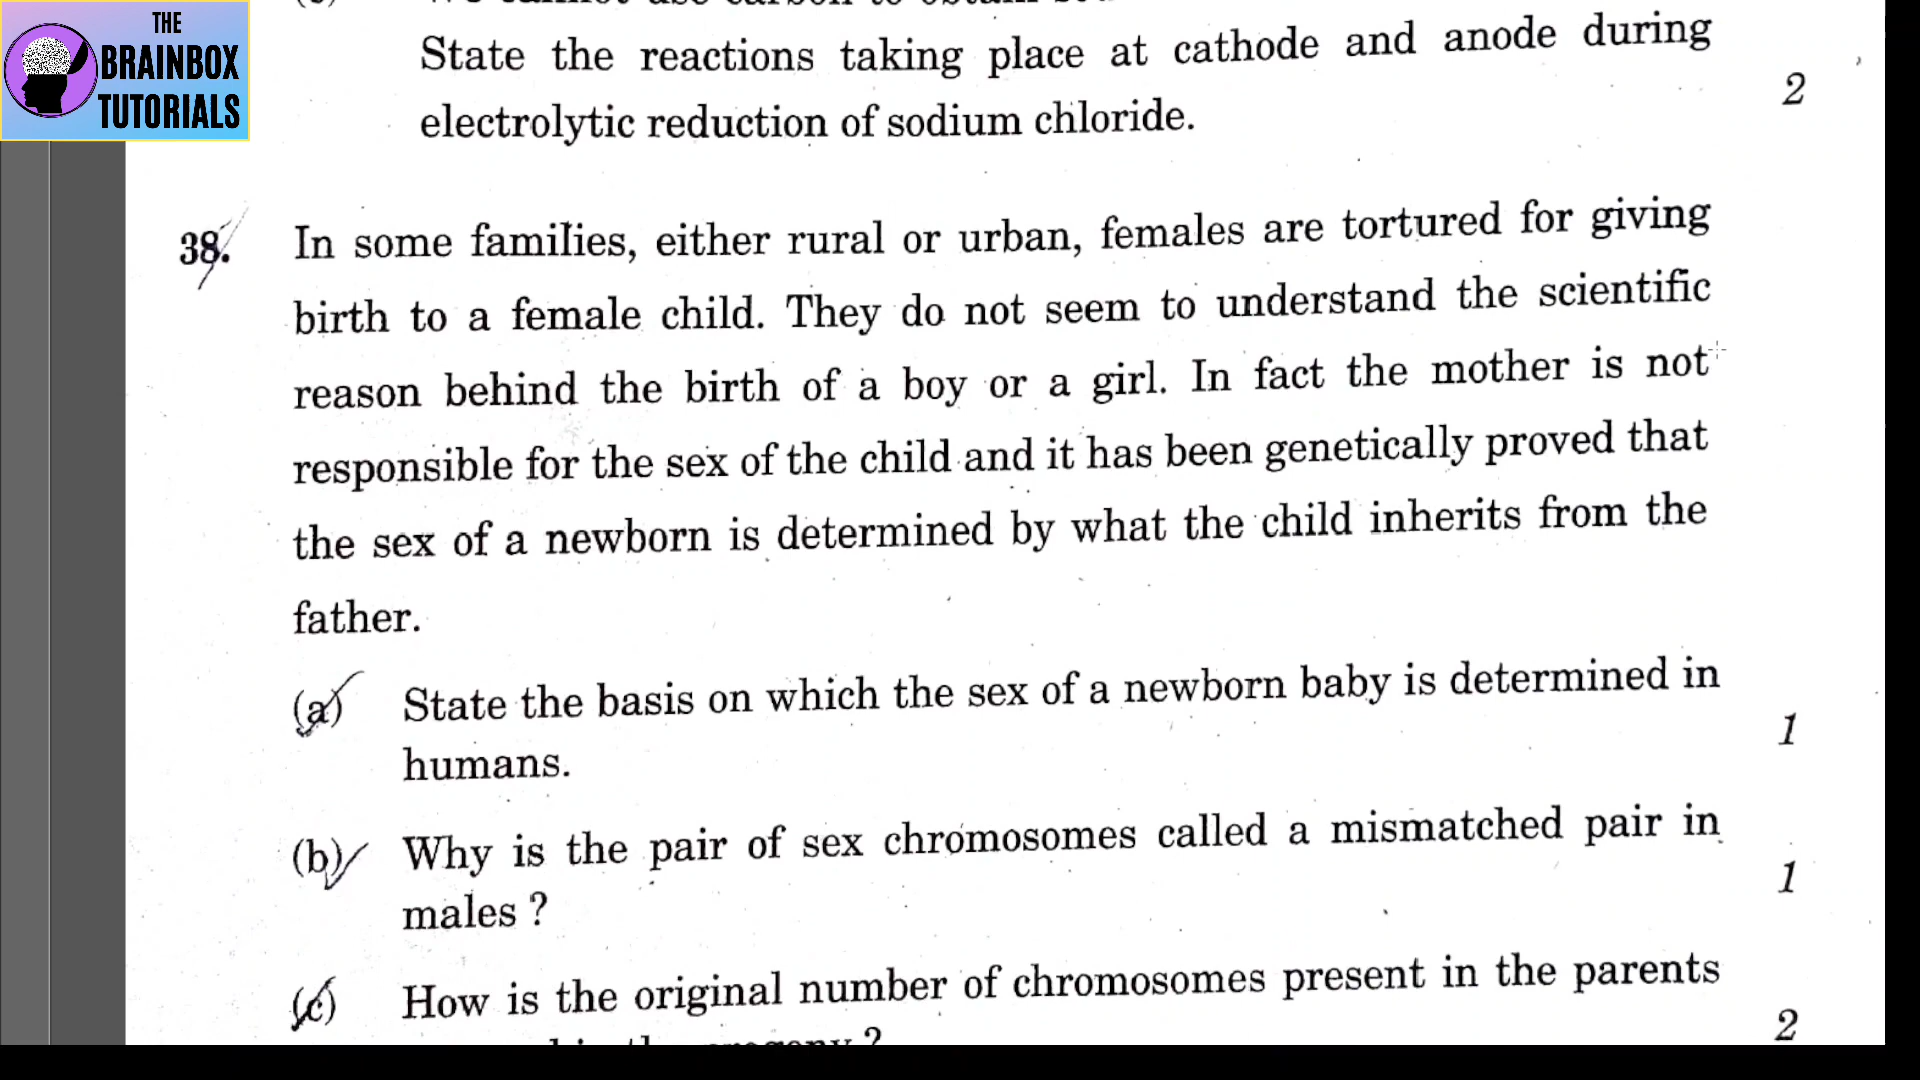 THE
BRAINBOX
TUTORIALS
State the reactions taking place at cathode and anode during
electrolytic reduction of sodium chloride.
2
38.
In some families, either rural or urban, females are tortured for giving
birth to a female child. They do not seem to understand the scientific
reason behind the birth of a boy or a girl. In fact the mother is not
responsible for the sex of the child and it has been genetically proved that
the sex of a newborn is determined by what the child inherits from the
father.
(a) State the basis on which the sex of a newborn baby is determined in
humans.
1
(b) Why is the pair of sex chromosomes called a mismatched pair in
males ?
1
(c) How is the original number of chromosomes present in the parents
2